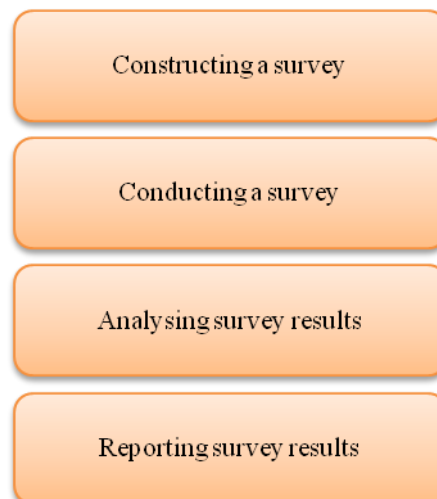 Constructing a survey
Conducting a survey
Analysing survey results
Reporting survey results